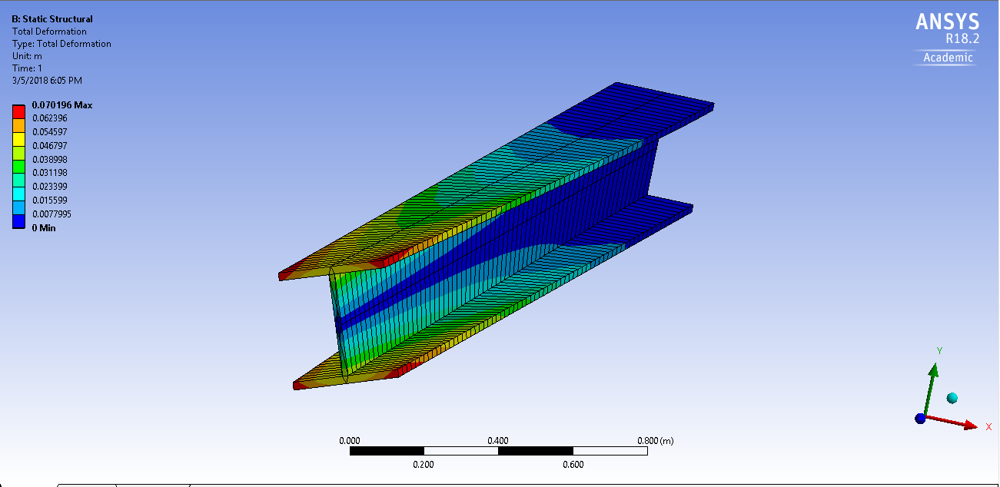 B: Static Structural
Total Deformation
Type: Total Deformation
Unit: m
Time: 1
3/5/2018 6:05 PM
0.070196 Max
0.062396
0.054597
0.046797
0.038998
0.031198
0.023399
0.015599
0.0077995
0 Min
ANSYS
R18.2
Academic
Y
X
0.000
0.400
0.800 (m)
0.200
0.600